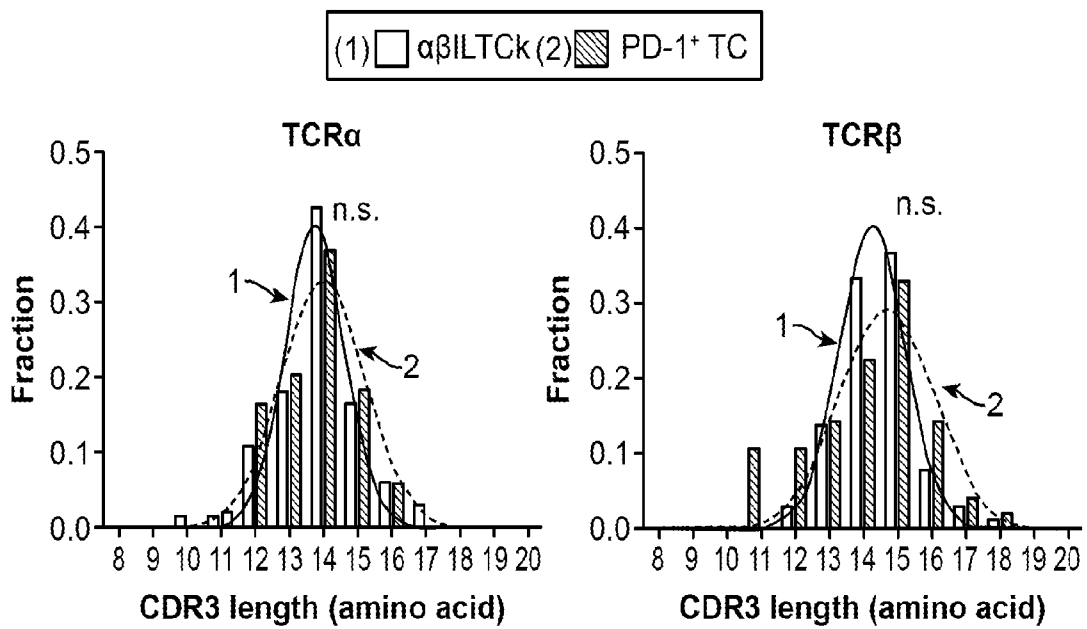 (1) αβILTCk (2) PD-1+ TC
TCRα
0.5
0.4
0.3
0.2
0.1
0.0
Fraction
n.s.
1
2
8 9 10 11 12 13 14 15 16 17 18 19 20
CDR3 length (amino acid)
TCRβ
0.5
0.4
0.3
0.2
0.1
0.0
Fraction
n.s.
1
2
8 9 10 11 12 13 14 15 16 17 18 19 20
CDR3 length (amino acid)